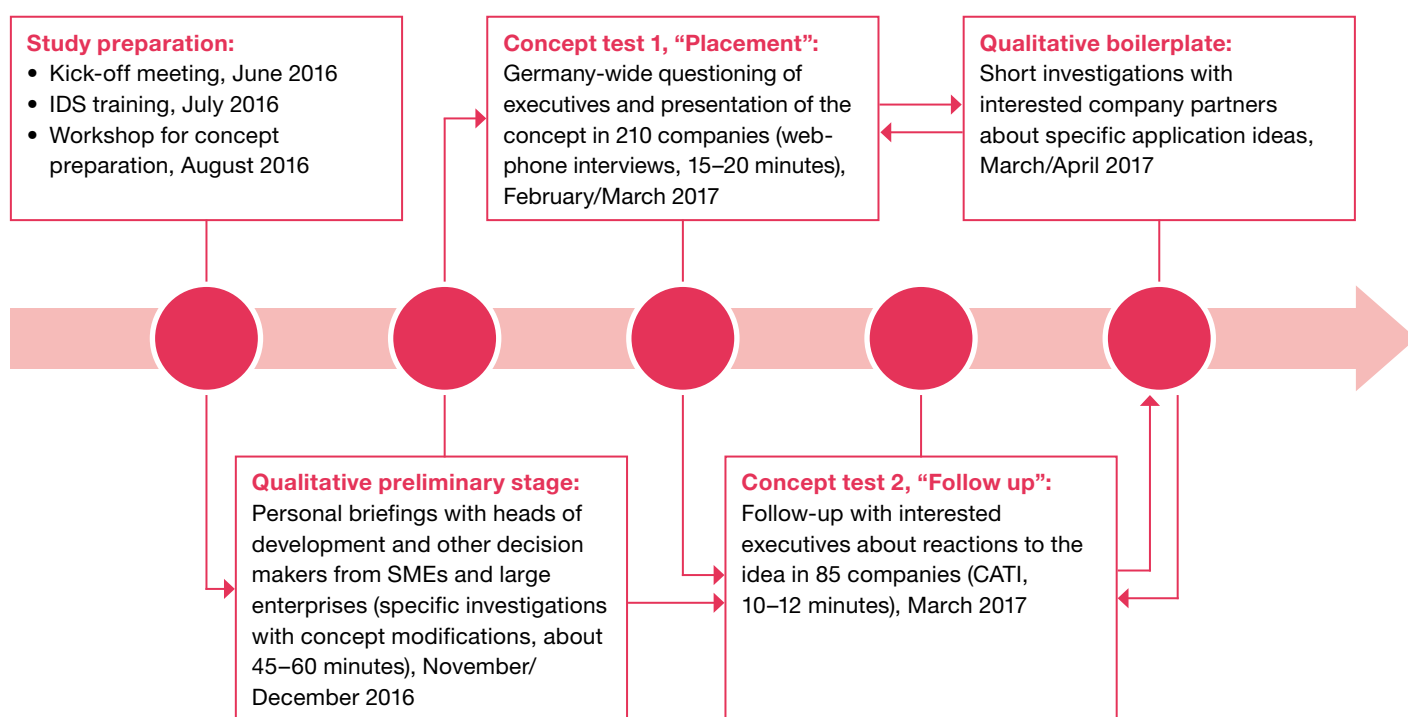 Study preparation:
• Kick-off meeting, June 2016
• IDS training, July 2016
• Workshop for concept
preparation, August 2016
Concept test 1, “Placement”:
Germany-wide questioning of
executives and presentation of the
concept in 210 companies (web-
phone interviews, 15–20 minutes),
February/March 2017
Qualitative boilerplate:
Short investigations with
interested company partners
about specific application ideas,
March/April 2017
Qualitative preliminary stage:
Personal briefings with heads of
development and other decision
makers from SMEs and large
enterprises (specific investigations
with concept modifications, about
45–60 minutes), November/
December 2016
Concept test 2, “Follow up”:
Follow-up with interested
executives about reactions to the
idea in 85 companies (CATI,
10–12 minutes), March 2017